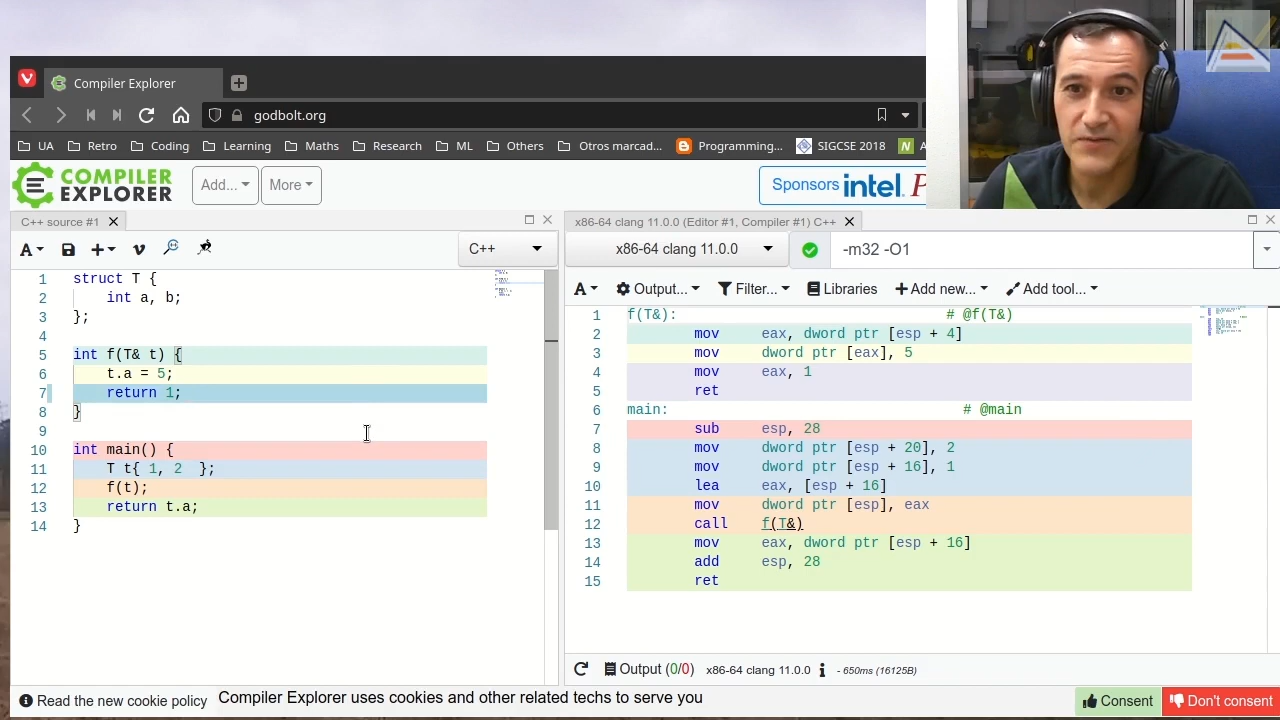 Compiler Explorer
godbolt.org
UA Retro Coding Learning Maths Research ML Others Otros marcad... Programming... SIGCSE 2018 A
COMPILER
EXPLORER
Add... More
Sponsors intel. P
C++ source #1
x86-64 clang 11.0.0 (Editor #1, Compiler #1) C++
A C++
x86-64 clang 11.0.0 -m32 -O1
A Output... Filter... Libraries Add new... Add tool...
1 struct T {
2 int a, b;
3 };
4
5 int f(T& t) {
6 t.a = 5;
7 return 1;
8 }
9
10 int main() {
11 T t{ 1, 2 };
12 f(t);
13 return t.a;
14 }
1 f(T&): # @f(T&)
2 mov eax, dword ptr [esp + 4]
3 mov dword ptr [eax], 5
4 mov eax, 1
5 ret
6 main: # @main
7 sub esp, 28
8 mov dword ptr [esp + 20], 2
9 mov dword ptr [esp + 16], 1
10 lea eax, [esp + 16]
11 mov dword ptr [esp], eax
12 call f(T&)
13 mov eax, dword ptr [esp + 16]
14 add esp, 28
15 ret
Output (0/0) x86-64 clang 11.0.0 i - 650ms (16125B)
Read the new cookie policy Compiler Explorer uses cookies and other related techs to serve you Consent Don't consent